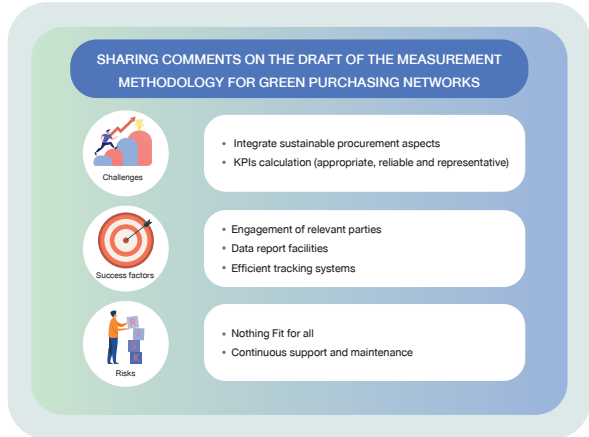 SHARING COMMENTS ON THE DRAFT OF THE MEASUREMENT
METHODOLOGY FOR GREEN PURCHASING NETWORKS
Challenges
• Integrate sustainable procurement aspects
• KPIs calculation (appropriate, reliable and representative)
Success factors
• Engagement of relevant parties
• Data report facilities
• Efficient tracking systems
R
I
S
K
Risks
• Nothing Fit for all
• Continuous support and maintenance